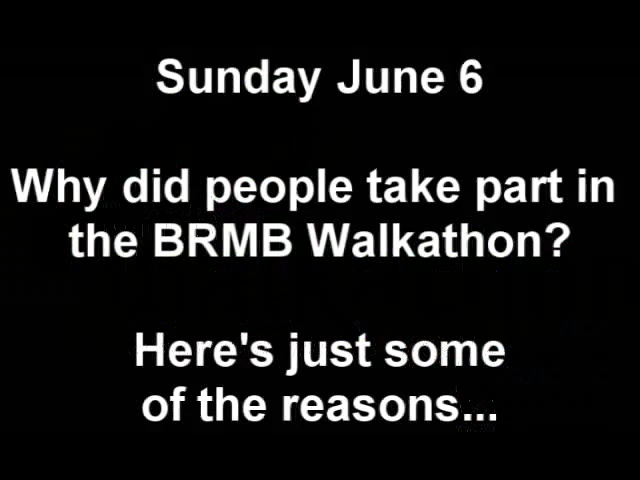 Sunday June 6
Why did people take part in
the BRMB Walkathon?
Here's just some
of the reasons...